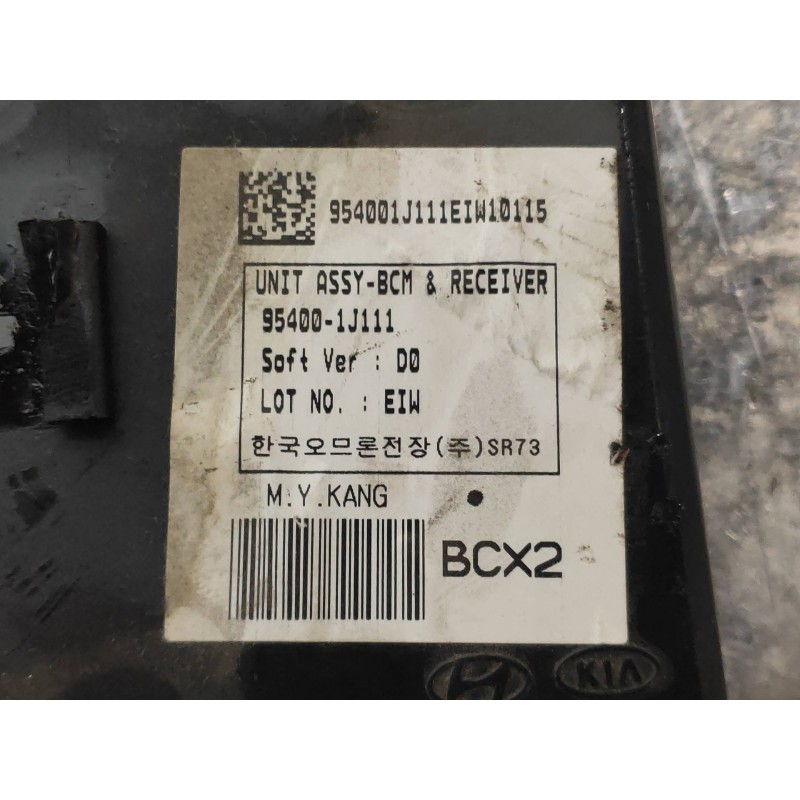 954001J111EIW10115
UNIT ASSY-BCM & RECEIVER
95400-1J111
Soft Ver : D0
LOT NO. : EIW
한국오므론전장(주)SR73
M.Y.KANG
BCX2
KIA